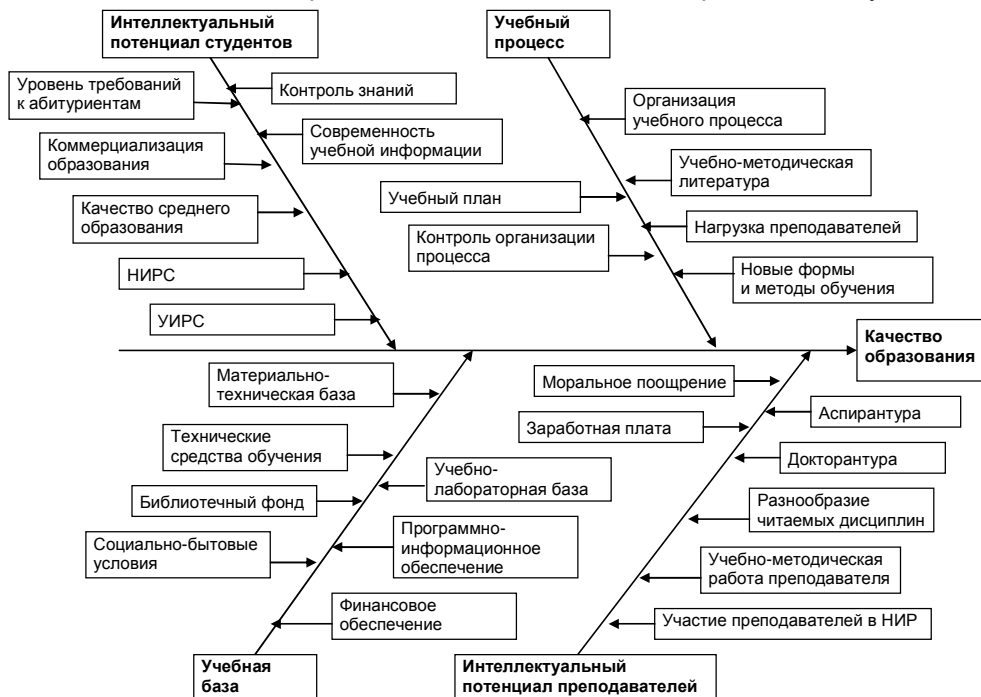 Интеллектуальный
потенциал студентов
Учебный
процесс
Уровень требований
к абитуриентам
Контроль знаний
Коммерциализация
образования
Современность
учебной информации
Качество среднего
образования
НИРС
УИРС
Организация
учебного процесса
Учебно-методическая
литература
Учебный план
Нагрузка преподавателей
Контроль организации
процесса
Новые формы
и методы обучения
Качество
образования
Материально-
техническая база
Технические
средства обучения
Учебно-
лабораторная база
Библиотечный фонд
Программно-
информационное
обеспечение
Социально-бытовые
условия
Финансовое
обеспечение
Учебная
база
Моральное поощрение
Аспирантура
Заработная плата
Докторантура
Разнообразие
читаемых дисциплин
Учебно-методическая
работа преподавателя
Участие преподавателей в НИР
Интеллектуальный
потенциал преподавателей